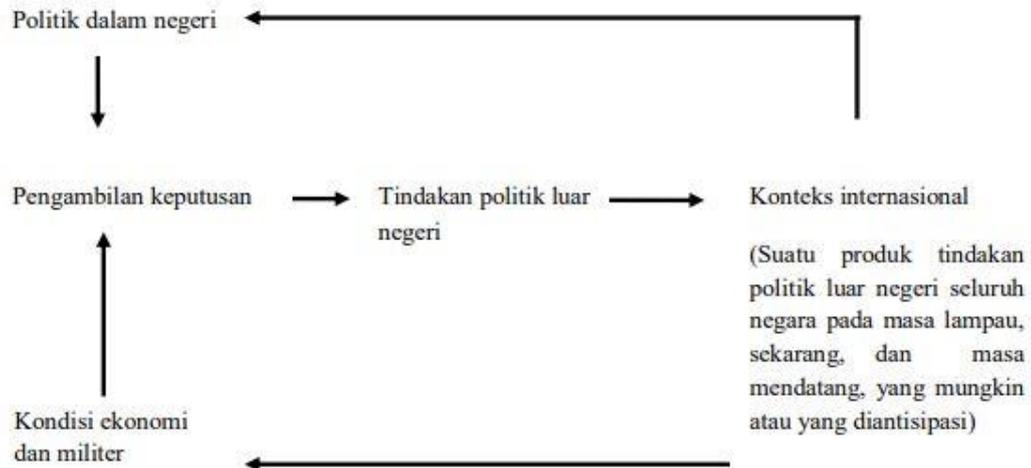 Politik dalam negeri
Pengambilan keputusan
Tindakan politik luar
negeri
Konteks internasional
(Suatu produk tindakan
politik luar negeri seluruh
negara pada masa lampau,
sekarang, dan masa
mendatang, yang mungkin
atau yang diantisipasi)
Kondisi ekonomi
dan militer